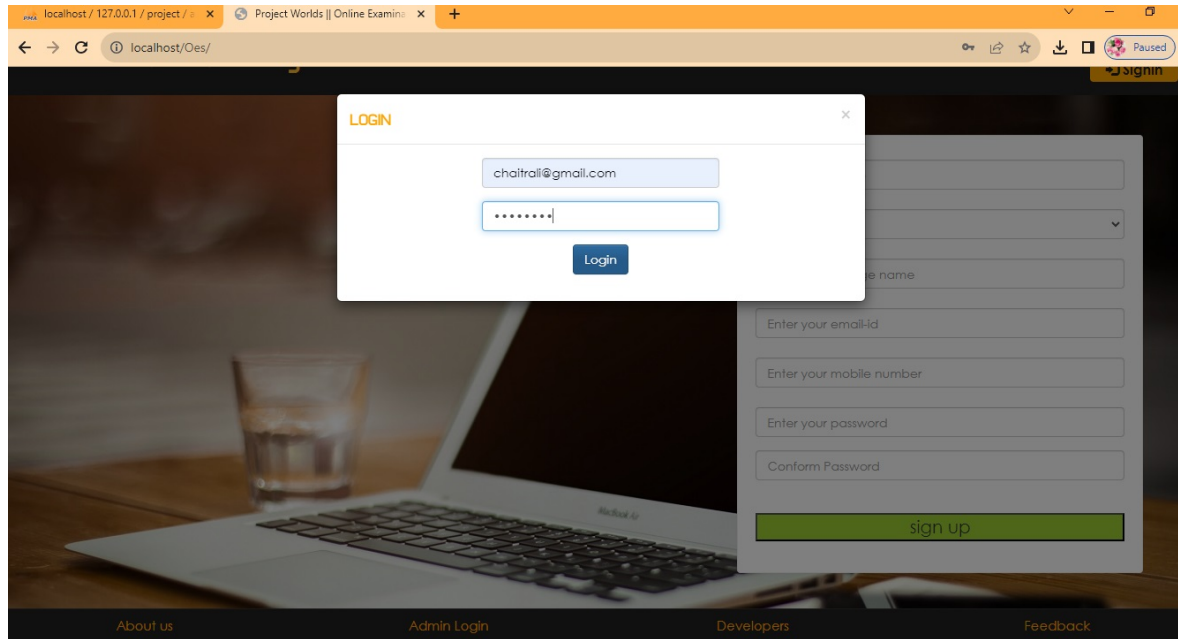 localhost / 127.0.0.1 / project /
Project Worlds || Online Examina
localhost/Oes/
Paused
Signin
LOGIN
×
chaitrali@gmail.com
••••••••
Login
e name
Enter your email-id
Enter your mobile number
Enter your password
Conform Password
MacBook Air
sign up
About us
Admin Login
Developers
Feedback